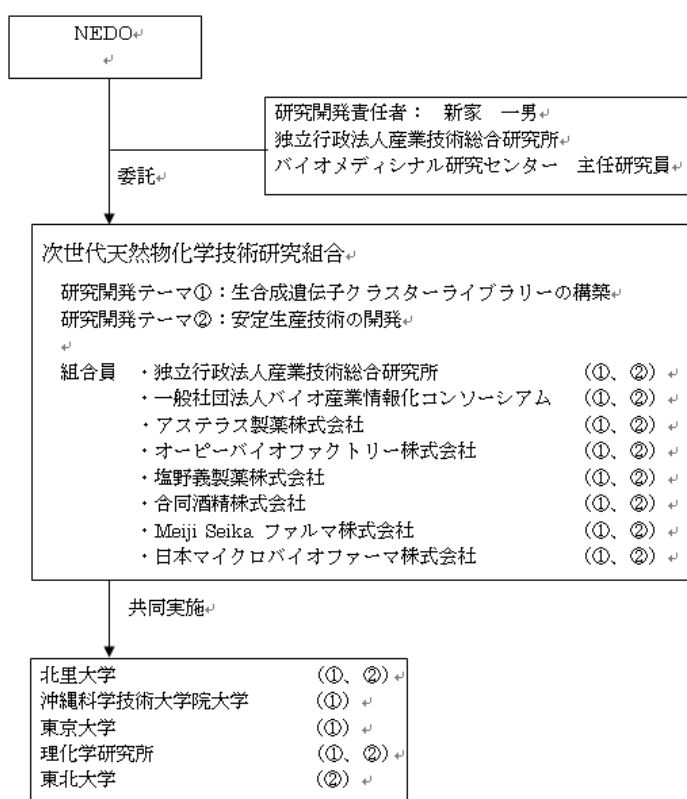 NEDO↵
↵
研究開発責任者： 新家 一男↵
独立行政法人産業技術総合研究所↵
バイオメディシナル研究センター 主任研究員↵
委託↵
次世代天然物化学技術研究組合↵
研究開発テーマ①：生合成遺伝子クラスターライブラリーの構築↵
研究開発テーマ②：安定生産技術の開発↵
↵
組合員 ・独立行政法人産業技術総合研究所 （①、②）↵
・一般社団法人バイオ産業情報化コンソーシアム （①、②）↵
・アステラス製薬株式会社 （①、②）↵
・オーピーバイオファクトリー株式会社 （①、②）↵
・塩野義製薬株式会社 （①、②）↵
・合同酒精株式会社 （①、②）↵
・Meiji Seika ファルマ株式会社 （①、②）↵
・日本マイクロバイオファーマ株式会社 （①、②）↵
共同実施↵
北里大学 （①、②）↵
沖縄科学技術大学院大学 （①）↵
東京大学 （①）↵
理化学研究所 （①、②）↵
東北大学 （②）↵